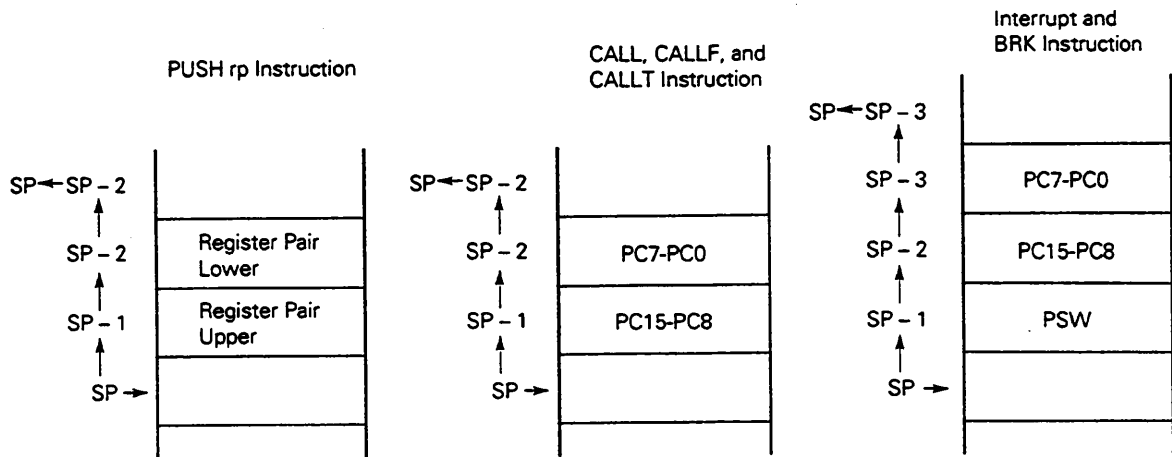 PUSH rp Instruction
SP ← SP – 2
SP – 2
Register Pair
Lower
SP – 1
Register Pair
Upper
SP →
CALL, CALLF, and
CALLT Instruction
SP ← SP – 2
SP – 2
PC7-PC0
SP – 1
PC15-PC8
SP →
Interrupt and
BRK Instruction
SP ← SP – 3
SP – 3
PC7-PC0
SP – 2
PC15-PC8
SP – 1
PSW
SP →